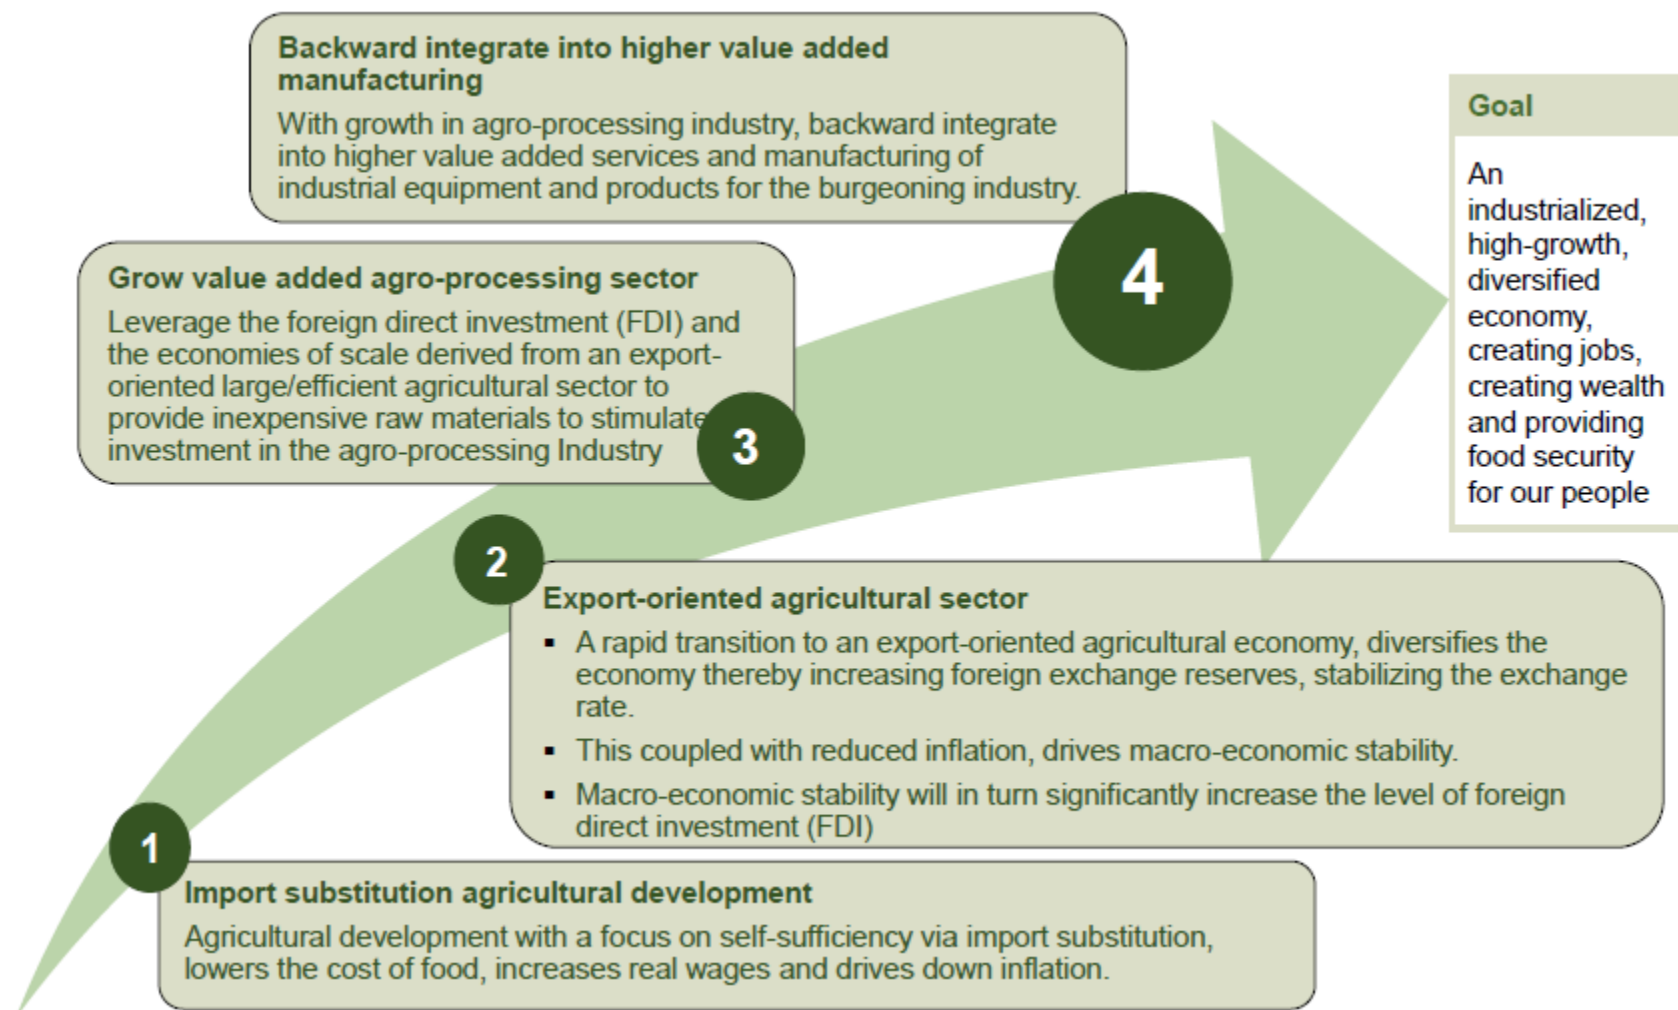 Backward integrate into higher value added
manufacturing
With growth in agro-processing industry, backward integrate
into higher value added services and manufacturing of
industrial equipment and products for the burgeoning industry.
4
Goal
An
industrialized,
high-growth,
diversified
economy,
creating jobs,
creating wealth
and providing
food security
for our people
Grow value added agro-processing sector
Leverage the foreign direct investment (FDI) and
the economies of scale derived from an export-
oriented large/efficient agricultural sector to
provide inexpensive raw materials to stimulate
investment in the agro-processing Industry
3
2
Export-oriented agricultural sector
▪ A rapid transition to an export-oriented agricultural economy, diversifies the
economy thereby increasing foreign exchange reserves, stabilizing the exchange
rate.
▪ This coupled with reduced inflation, drives macro-economic stability.
▪ Macro-economic stability will in turn significantly increase the level of foreign
direct investment (FDI)
1
Import substitution agricultural development
Agricultural development with a focus on self-sufficiency via import substitution,
lowers the cost of food, increases real wages and drives down inflation.